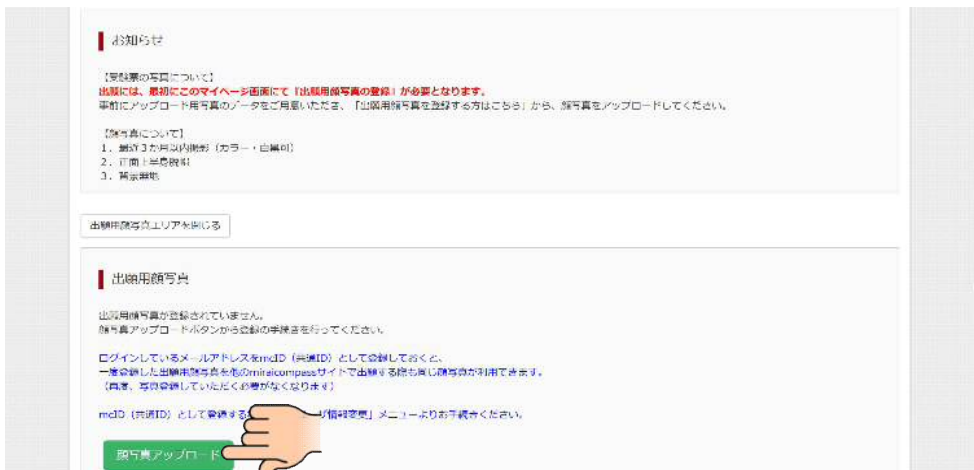 お知らせ
【受験票の写真について】
出願には、最初にこのマイページ画面にて「出願用顔写真の登録」が必要となります。
事前にアップロード用写真のデータをご用意いただき、「出願用顔写真を登録する方はこちら」から、顔写真をアップロードしてください。
【顔写真について】
1．最近３か月以内撮影（カラー・白黒可）
2．正面上半身脱帽
3．背景無地
出願用顔写真エリアを閉じる
出願用顔写真
出願用顔写真が登録されていません。
顔写真アップロードボタンから登録の手続きを行ってください。
ログインしているメールアドレスをmcID（共通ID）として登録しておくと、
一度登録した出願用顔写真を他のmiraicompassサイトで出願する際も同じ顔写真が利用できます。
（再度、写真登録していただく必要がなくなります）
mcID（共通ID）として登録する 情報変更」メニューよりお手続きください。
顔写真アップロード